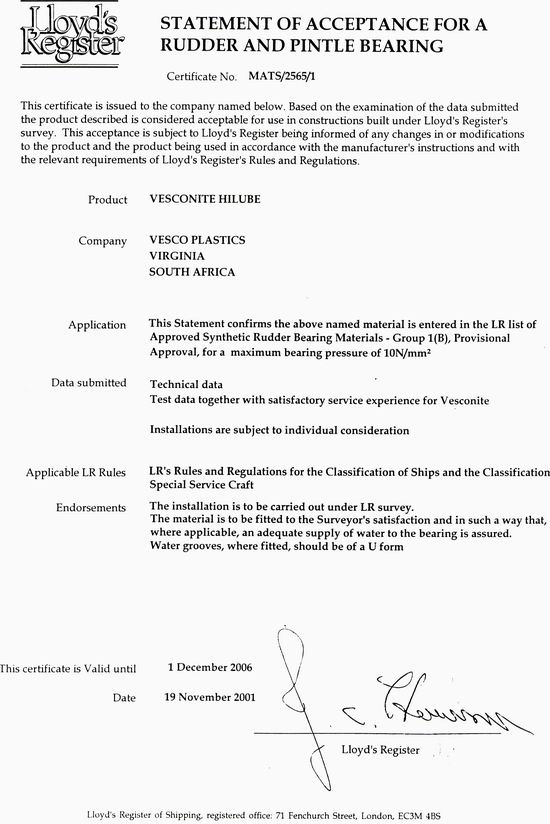 Lloyd's
Register
STATEMENT OF ACCEPTANCE FOR A
RUDDER AND PINTLE BEARING
Certificate No. MATS/2565/1
This certificate is issued to the company named below. Based on the examination of the data submitted
the product described is considered acceptable for use in constructions built under Lloyd's Register's
survey. This acceptance is subject to Lloyd's Register being informed of any changes in or modifications
to the product and the product being used in accordance with the manufacturer's instructions and with
the relevant requirements of Lloyd's Register's Rules and Regulations.
Product VESCONITE HILUBE
Company VESCO PLASTICS
VIRGINIA
SOUTH AFRICA
Application This Statement confirms the above named material is entered in the LR list of
Approved Synthetic Rudder Bearing Materials - Group 1(B), Provisional
Approval, for a maximum bearing pressure of 10N/mm²
Data submitted Technical data
Test data together with satisfactory service experience for Vesconite
Installations are subject to individual consideration
Applicable LR Rules LR's Rules and Regulations for the Classification of Ships and the Classification
Special Service Craft
Endorsements The installation is to be carried out under LR survey.
The material is to be fitted to the Surveyor's satisfaction and in such a way that,
where applicable, an adequate supply of water to the bearing is assured.
Water grooves, where fitted, should be of a U form
This certificate is Valid until 1 December 2006
Date 19 November 2001
Lloyd's Register
Lloyd's Register of Shipping, registered office: 71 Fenchurch Street, London, EC3M 4BS